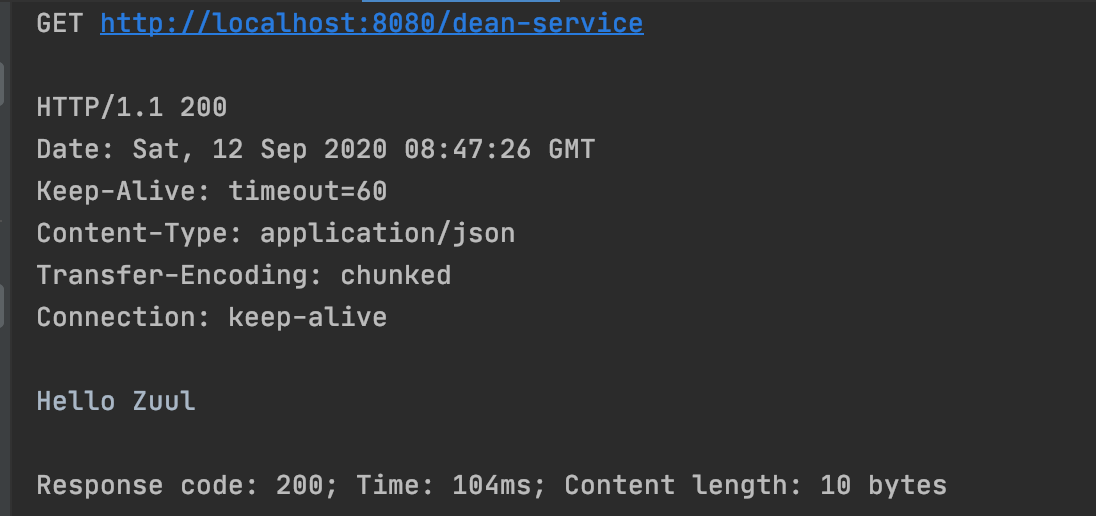 GET http://localhost:8080/dean-service
HTTP/1.1 200
Date: Sat, 12 Sep 2020 08:47:26 GMT
Keep-Alive: timeout=60
Content-Type: application/json
Transfer-Encoding: chunked
Connection: keep-alive
Hello Zuul
Response code: 200; Time: 104ms; Content length: 10 bytes